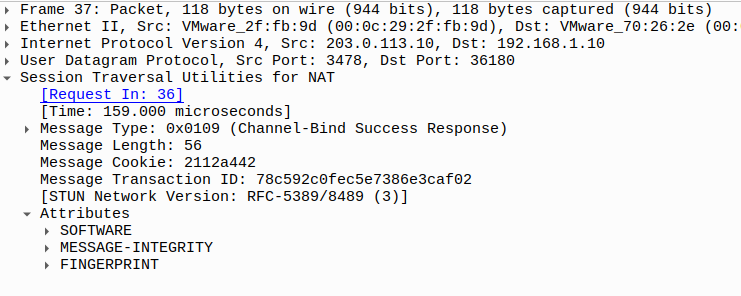 Frame 37: Packet, 118 bytes on wire (944 bits), 118 bytes captured (944 bits)
Ethernet II, Src: VMware_2f:fb:9d (00:0c:29:2f:fb:9d), Dst: VMware_70:26:2e (00:
Internet Protocol Version 4, Src: 203.0.113.10, Dst: 192.168.1.10
User Datagram Protocol, Src Port: 3478, Dst Port: 36180
Session Traversal Utilities for NAT
[Request In: 36]
[Time: 159.000 microseconds]
Message Type: 0x0109 (Channel-Bind Success Response)
Message Length: 56
Message Cookie: 2112a442
Message Transaction ID: 78c592c0fec5e7386e3caf02
[STUN Network Version: RFC-5389/8489 (3)]
Attributes
SOFTWARE
MESSAGE-INTEGRITY
FINGERPRINT